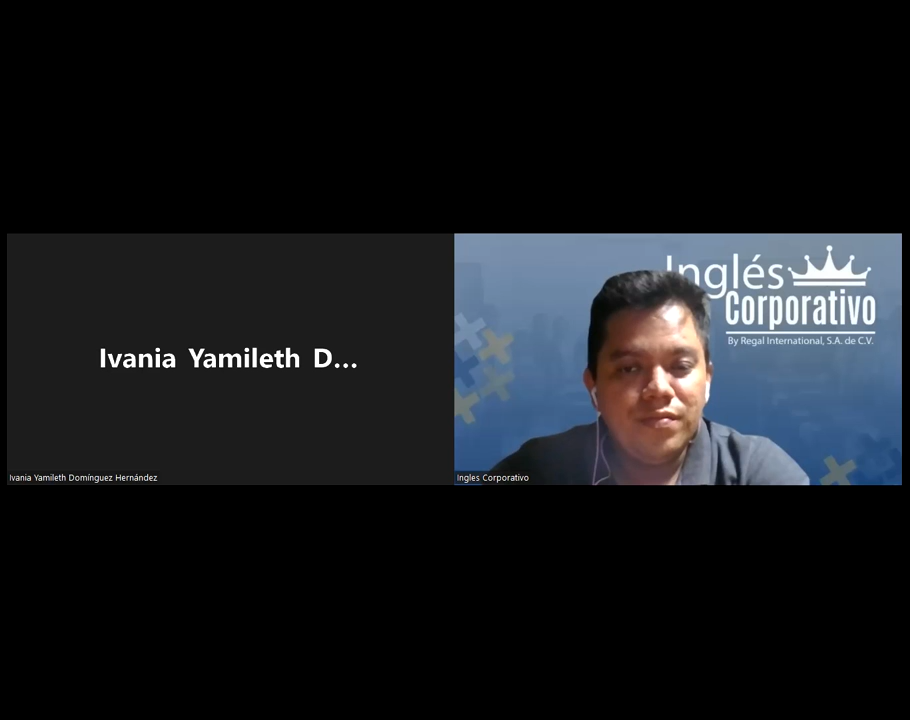 Ivania Yamileth D...
Ivania Yamileth Domínguez Hernández
Inglés
Corporativo
By Regal International, S.A. de C.V.
Ingles Corporativo